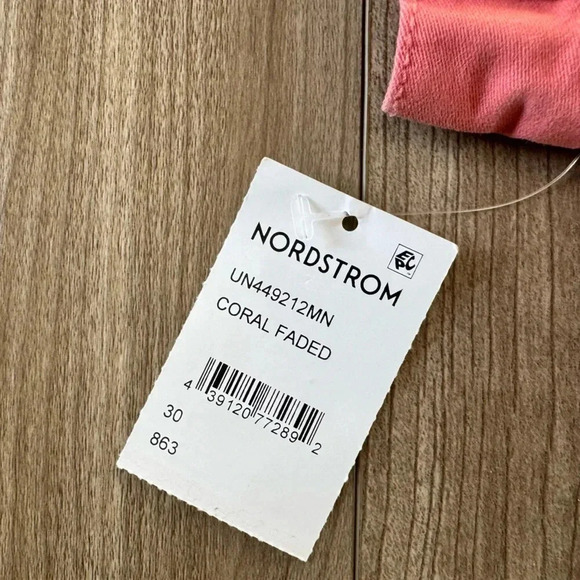 NORDSTROM
UN449212MN
CORAL FADED
4 39120 77289 2
30
863